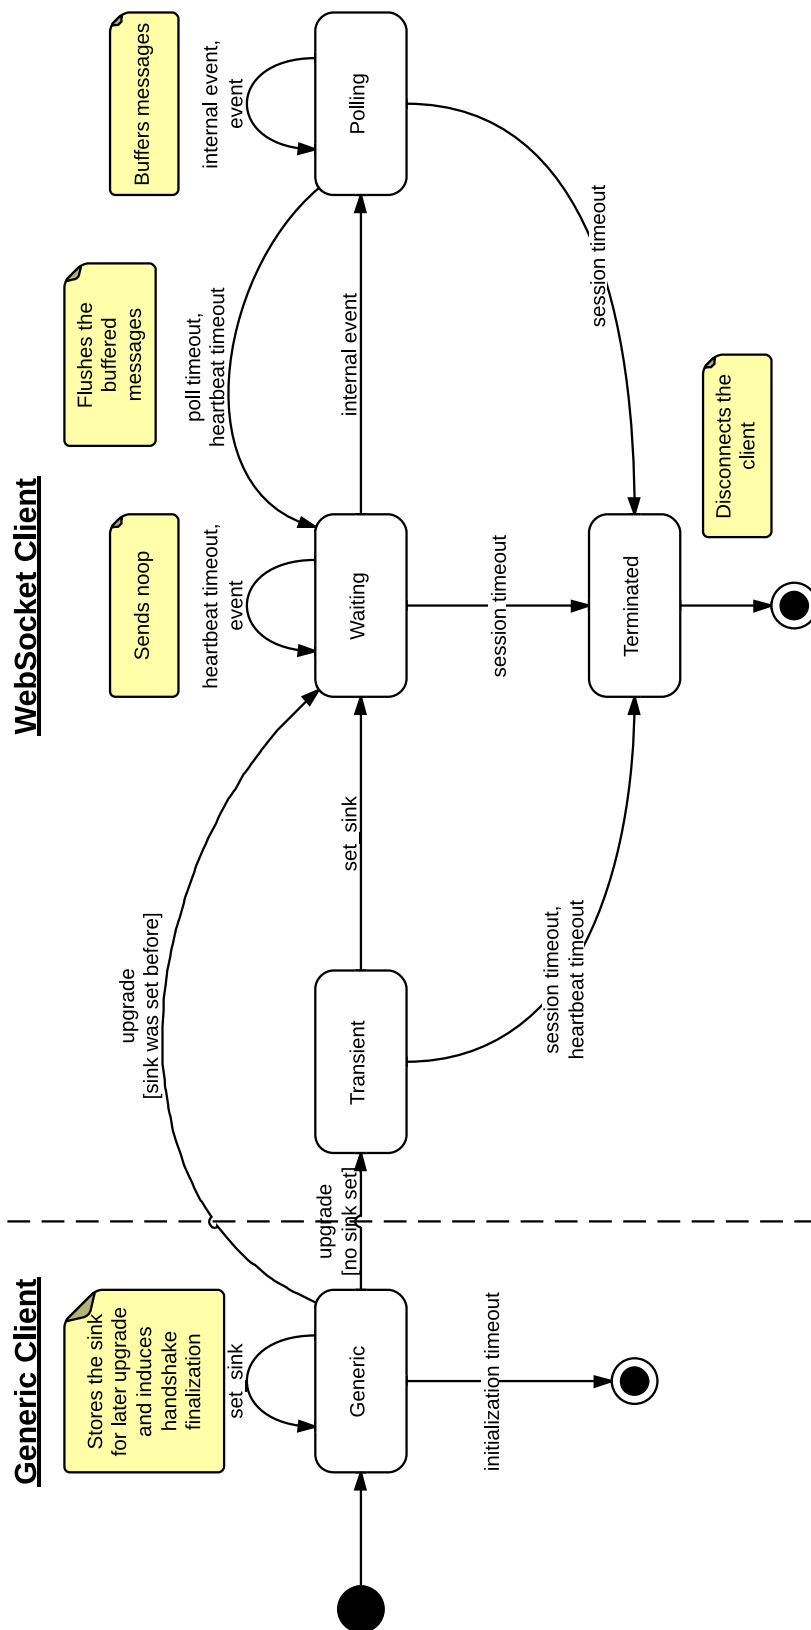 Generic Client
WebSocket Client
Stores the sink
for later upgrade
and induces
handshake
finalization
set_sink
Generic
initialization timeout
upgrade
[no sink set]
upgrade
[sink was set before]
Transient
set_sink
session timeout,
heartbeat timeout
Sends noop
heartbeat timeout,
event
Waiting
session timeout
Terminated
Disconnects the
client
Flushes the
buffered
messages
poll timeout,
heartbeat timeout
internal event
Buffers messages
internal event,
event
Polling
session timeout